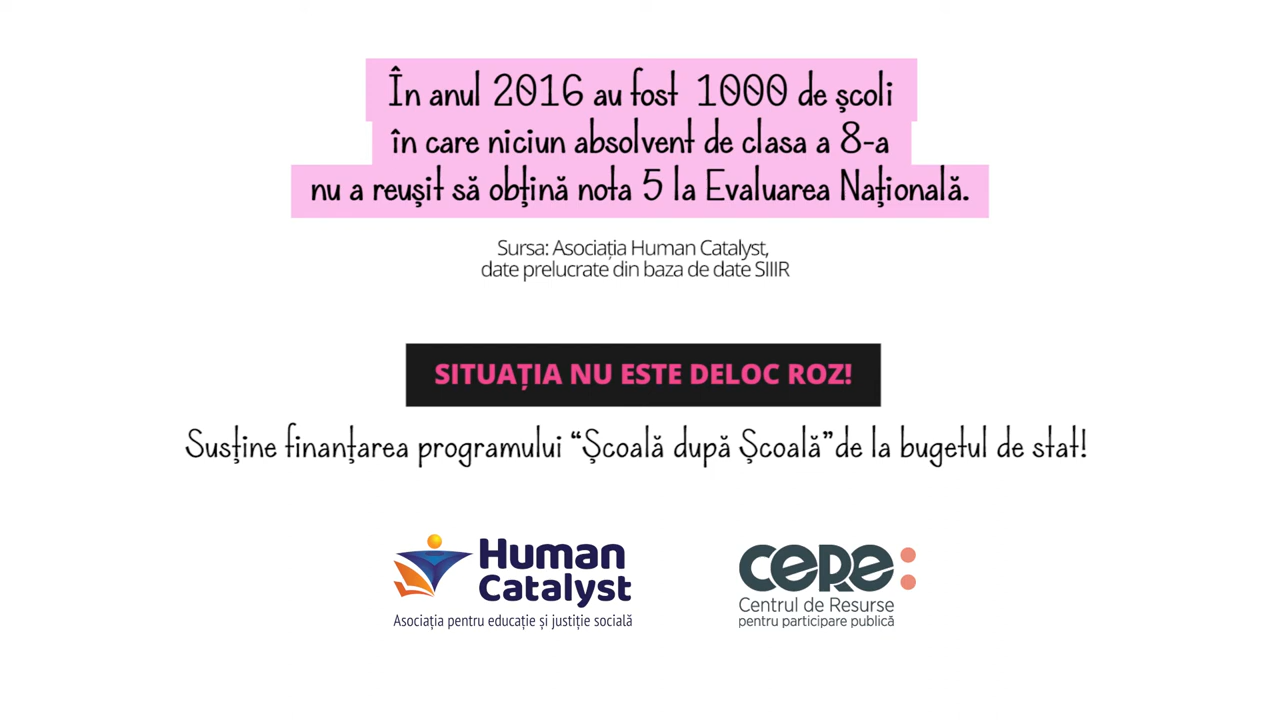 În anul 2016 au fost 1000 de școli
în care niciun absolvent de clasa a 8-a
nu a reușit să obțină nota 5 la Evaluarea Națională.
Sursa: Asociația Human Catalyst,
date prelucrate din baza de date SIIIR
SITUAȚIA NU ESTE DELOC ROZ!
Susține finanțarea programului “Școală după Școală”de la bugetul de stat!
Human
Catalyst
Asociația pentru educație și justiție socială
CERE:
Centrul de Resurse
pentru participare publică